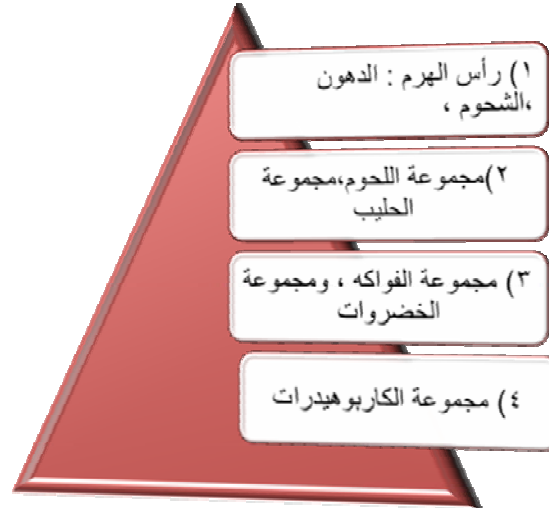 ١) رأس الهرم : الدهون
،الشحوم ،
٢)مجموعة اللحوم،مجموعة
الحليب
٣) مجموعة الفواكه ، ومجموعة
الخضروات
٤) مجموعة الكاربوهيدرات